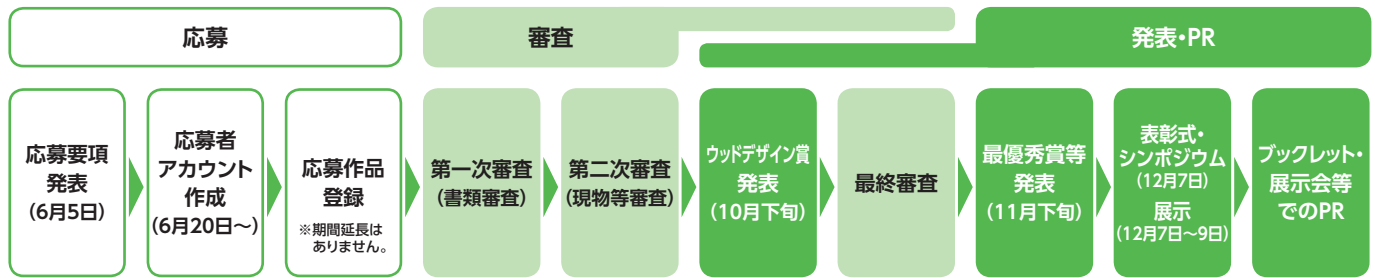 応募
審査
発表・PR
応募要項
発表
(6月5日)
応募者
アカウント
作成
(6月20日~)
応募作品
登録
※期間延長は
ありません。
第一次審査
(書類審査)
第二次審査
(現物等審査)
ウッドデザイン賞
発表
(10月下旬)
最終審査
最優秀賞等
発表
(11月下旬)
表彰式・
シンポジウム
(12月7日)
展示
(12月7日~9日)
ブックレット・
展示会等
でのPR